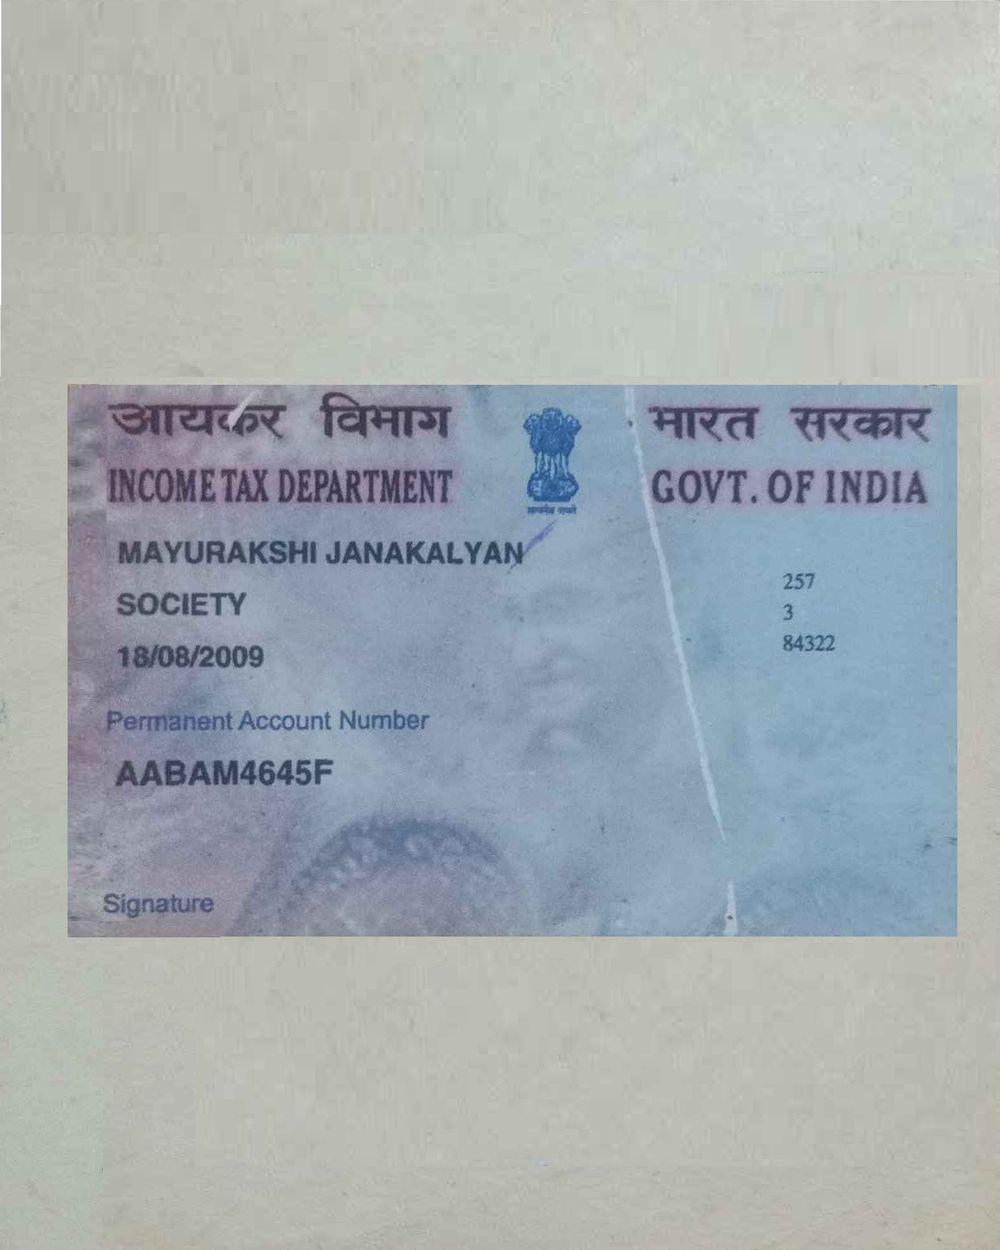 आयकर विभाग
भारत सरकार
INCOME TAX DEPARTMENT
GOVT. OF INDIA
MAYURAKSHI JANAKALYAN
SOCIETY
18/08/2009
257
3
84322
Permanent Account Number
AABAM4645F
Signature